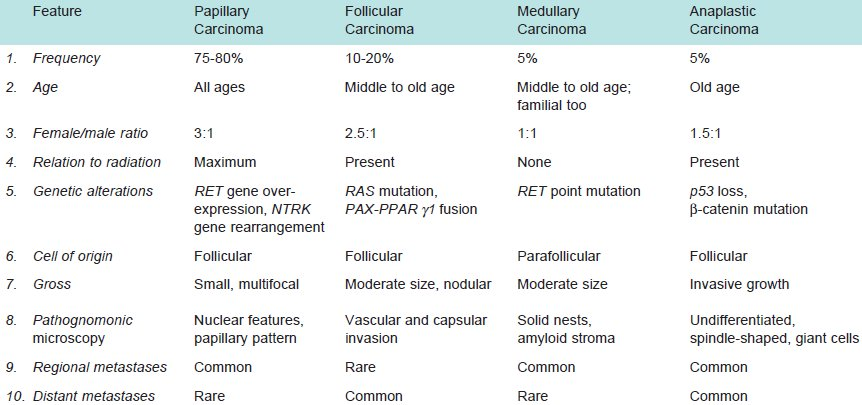 Feature Papillary Carcinoma Follicular Carcinoma Medullary Carcinoma Anaplastic Carcinoma
1. Frequency 75-80% 10-20% 5% 5%
2. Age All ages Middle to old age Middle to old age; familial too Old age
3. Female/male ratio 3:1 2.5:1 1:1 1.5:1
4. Relation to radiation Maximum Present None Present
5. Genetic alterations RET gene over-expression, NTRK gene rearrangement RAS mutation, PAX-PPAR γ1 fusion RET point mutation p53 loss, β-catenin mutation
6. Cell of origin Follicular Follicular Parafollicular Follicular
7. Gross Small, multifocal Moderate size, nodular Moderate size Invasive growth
8. Pathognomonic microscopy Nuclear features, papillary pattern Vascular and capsular invasion Solid nests, amyloid stroma Undifferentiated, spindle-shaped, giant cells
9. Regional metastases Common Rare Common Common
10. Distant metastases Rare Common Rare Common